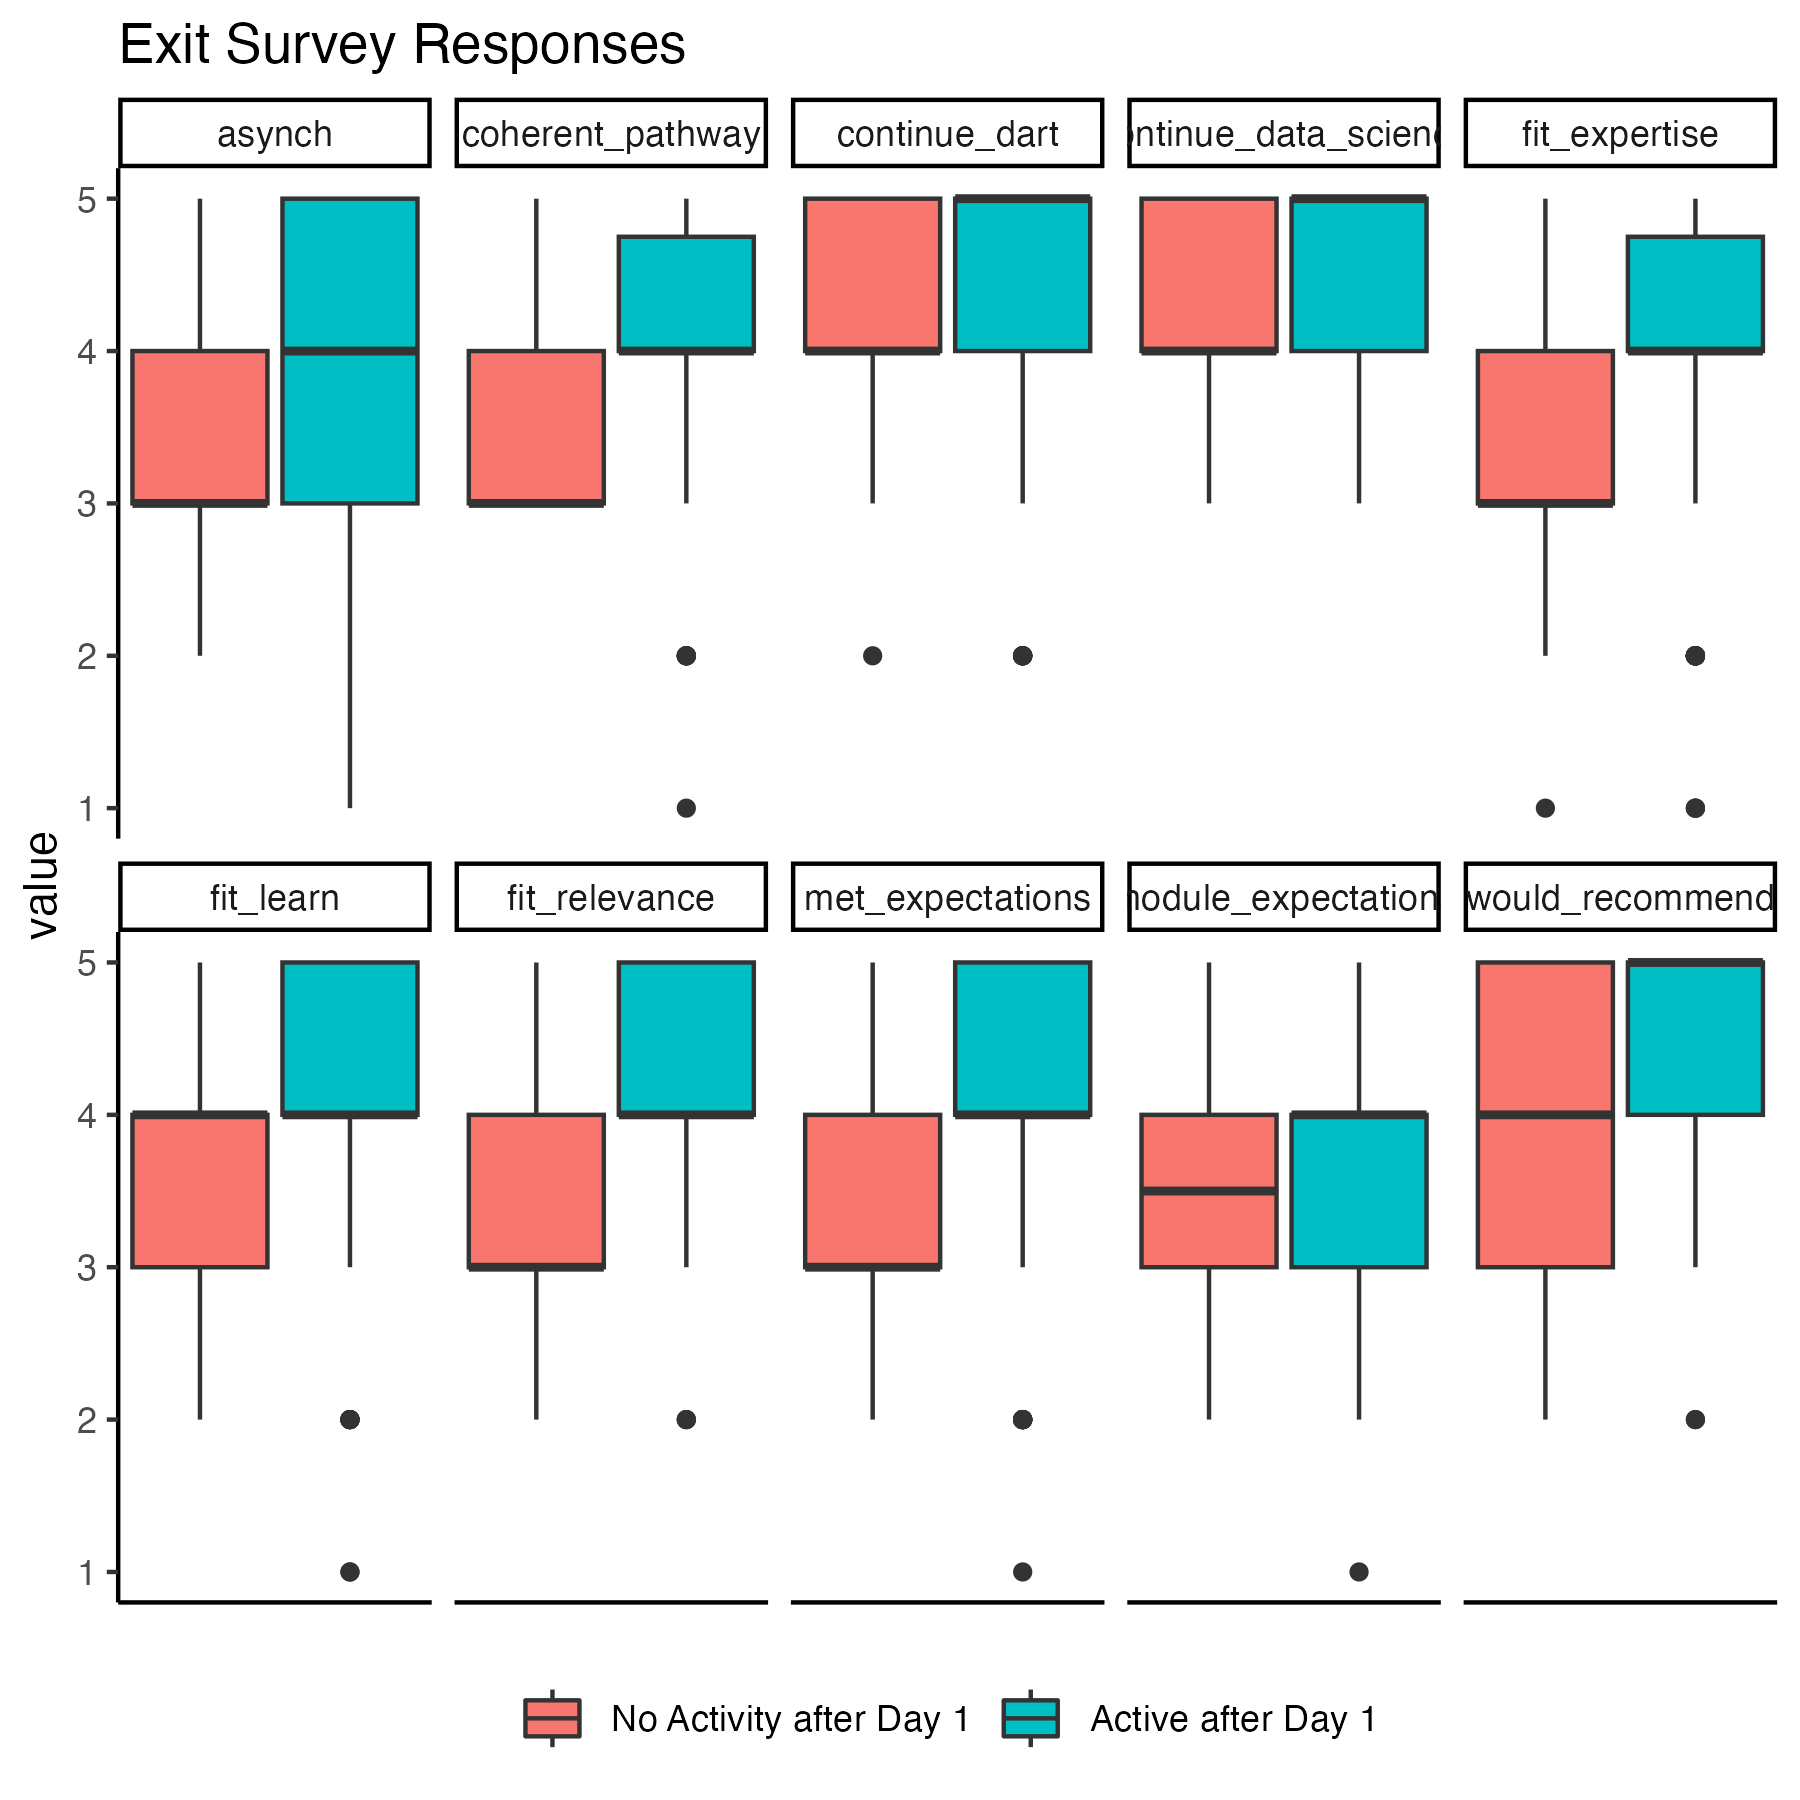 Exit Survey Responses
asynch coherent_pathway continue_dart ontinue_data_scienc fit_expertise
5
4
3
2
1
value
fit_learn fit_relevance met_expectations nodule_expectation would_recommend
5
4
3
2
1
No Activity after Day 1 Active after Day 1